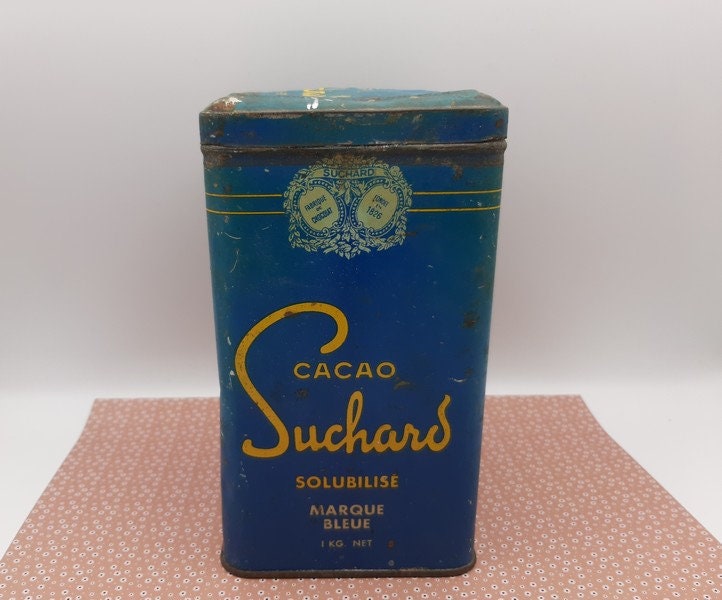 SUCHARD
FABRIQUE
DE
CHOCOLAT
FONDÉE
EN
1826
CACAO
Suchard
SOLUBILISÉ
MARQUE
BLEUE
1 KG. NET